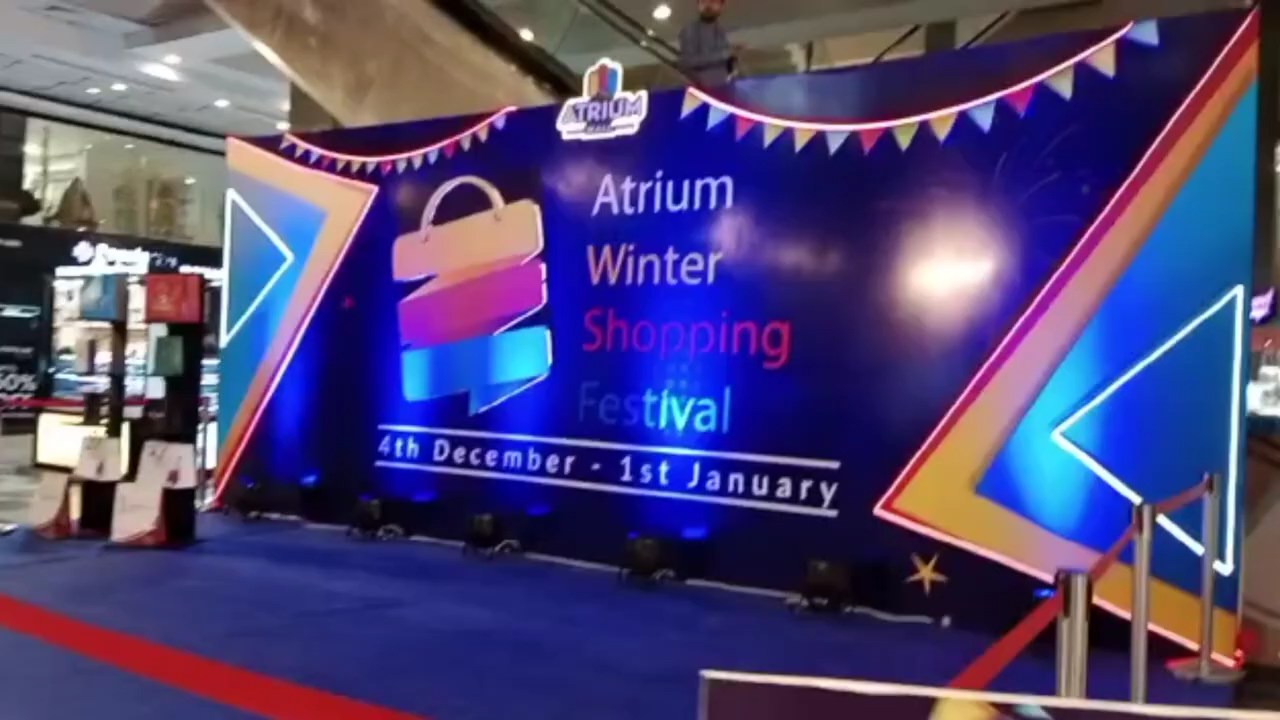 ATRIUM
Atrium
Winter
Shopping
Festival
4th December - 1st January